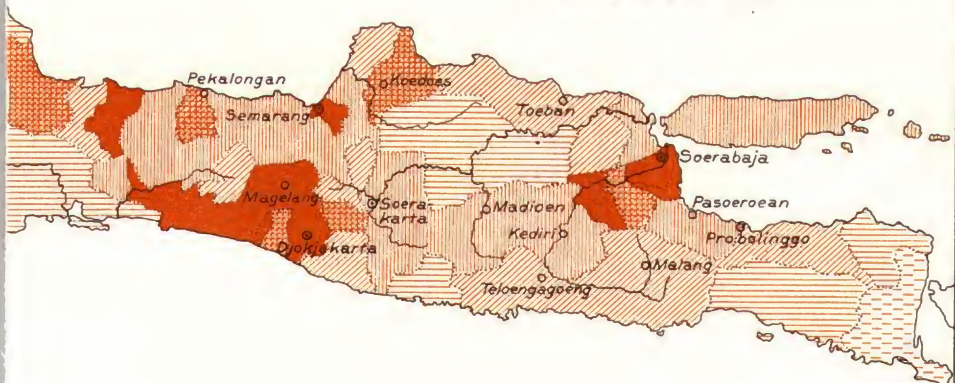 Pekalongan
Koedoes
Semarang
Toeban
Soerabaja
Magelang
Soera-
karta
Madioen
Pasoeroean
Djokjakarta
Kediri
Probolinggo
Malang
Teloengagoeng